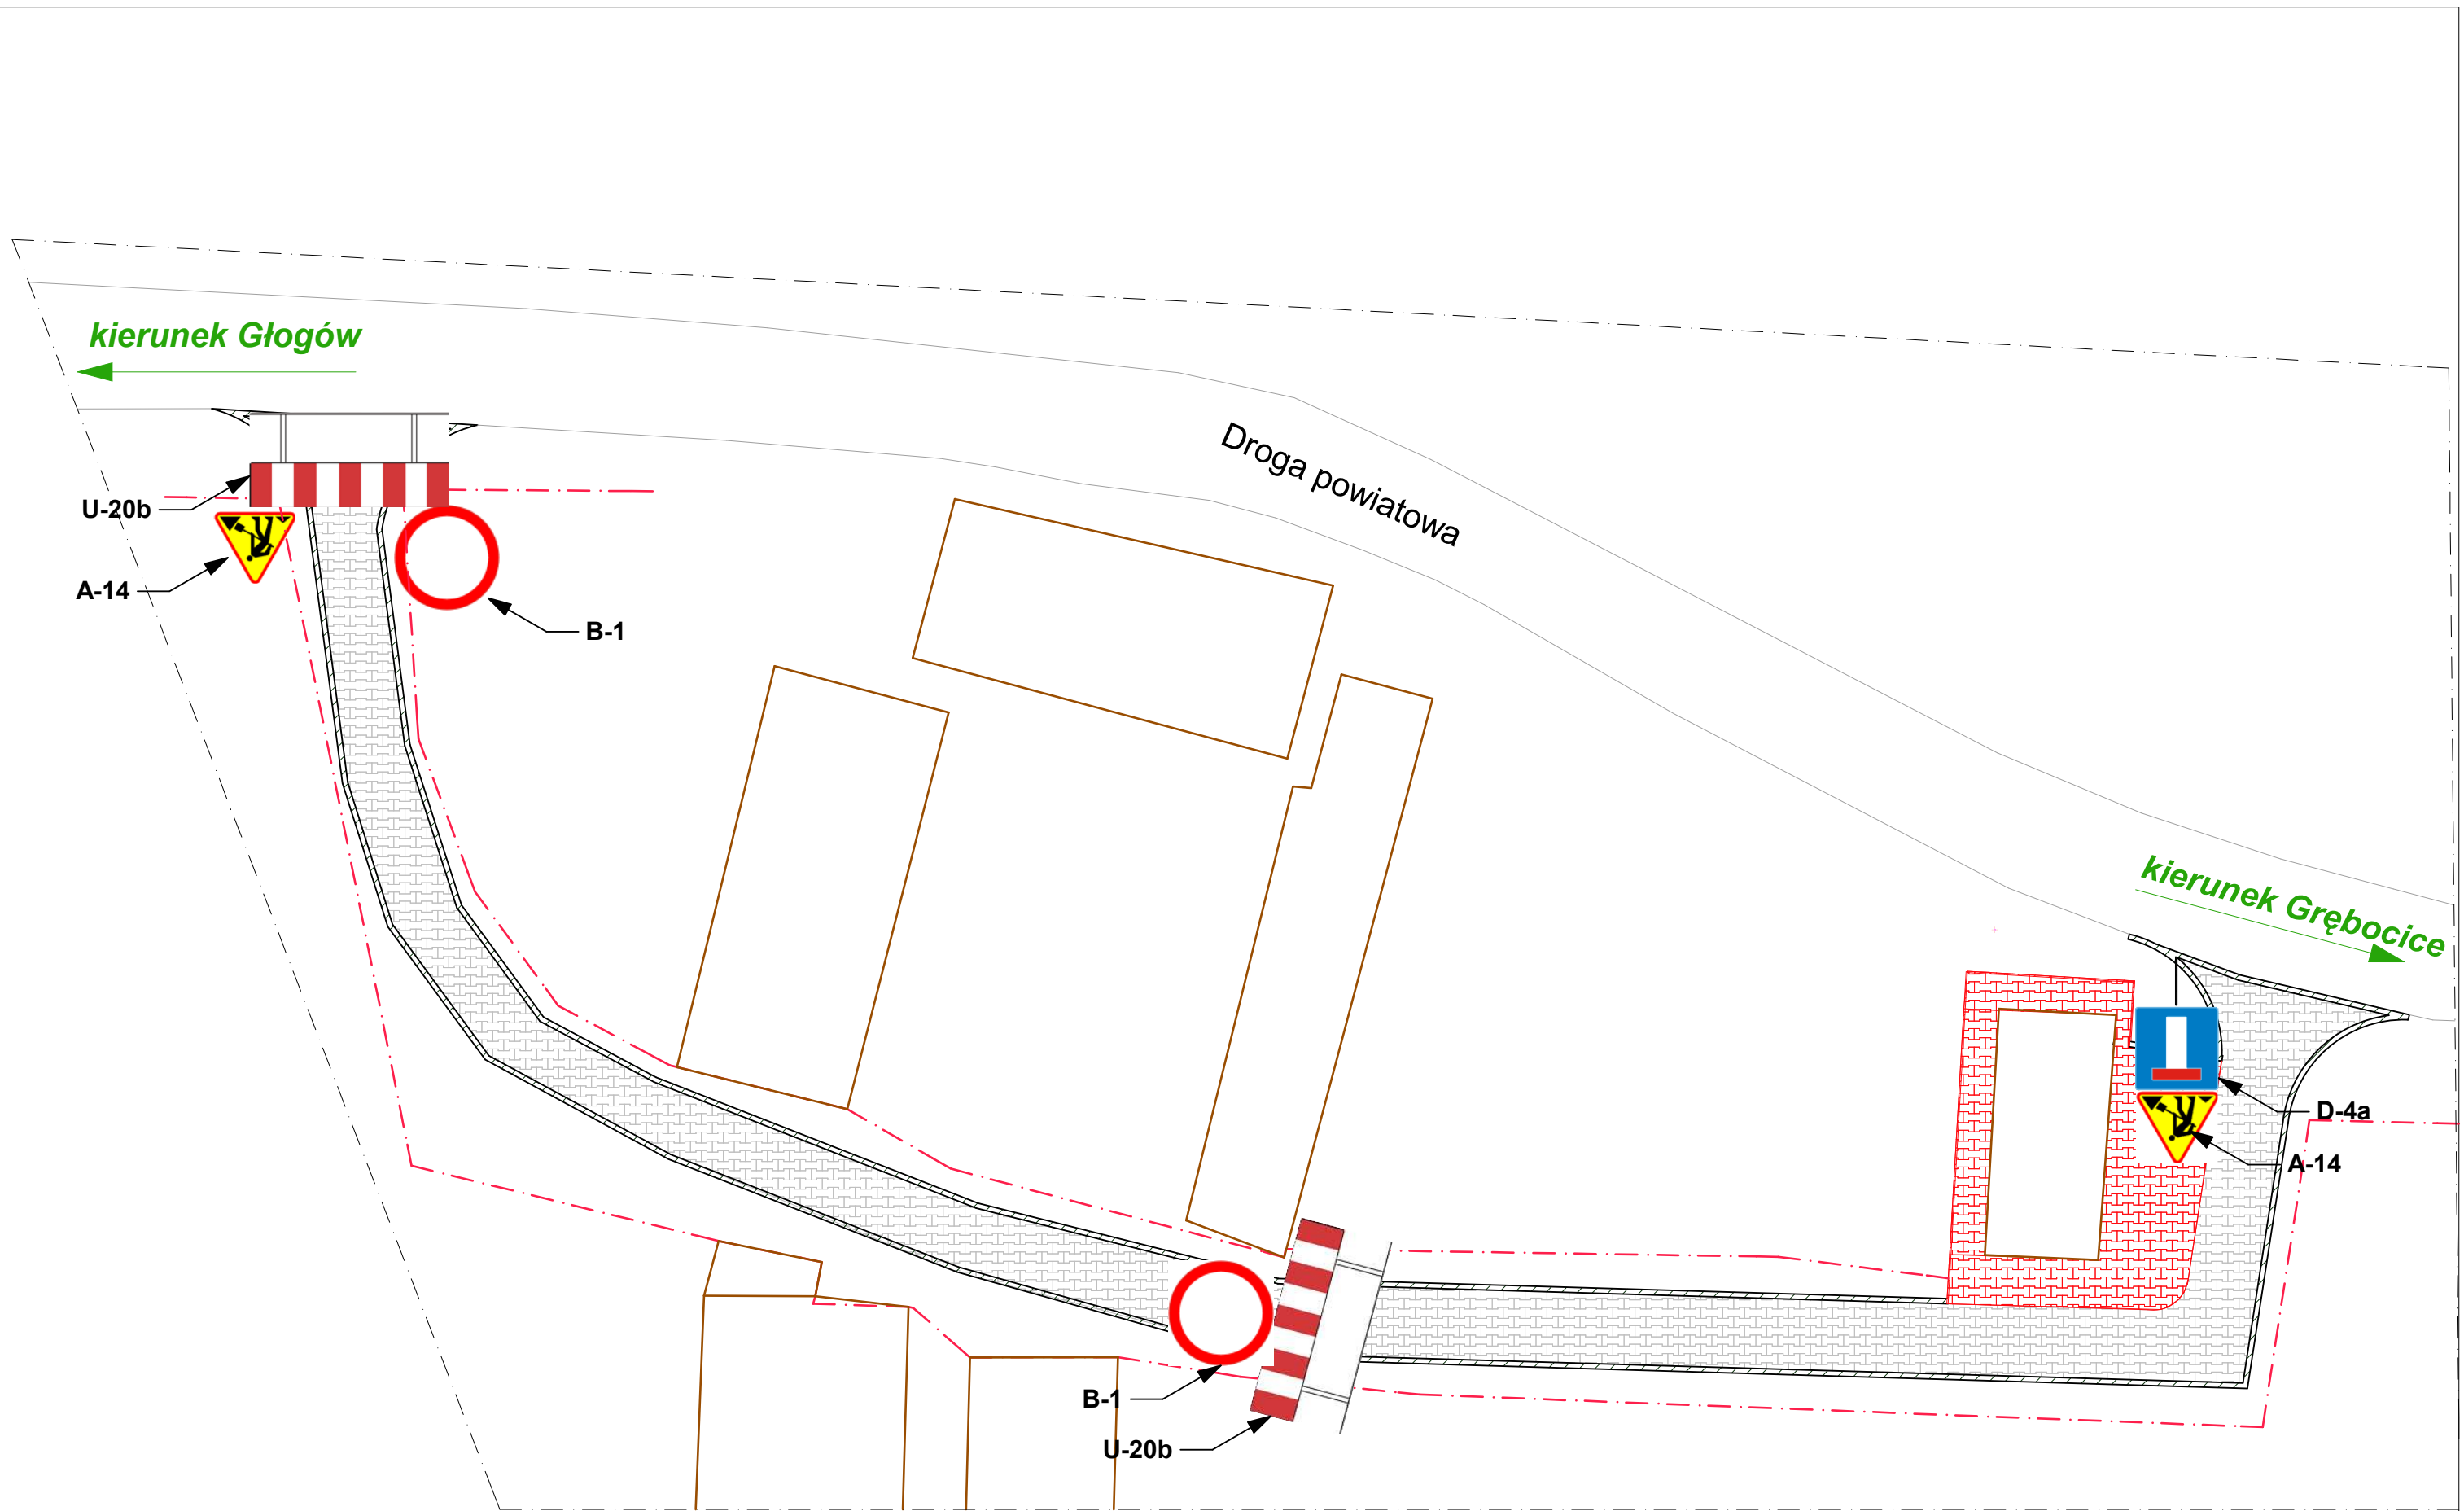 kierunek Głogów
Droga powiatowa
U-20b
A-14
B-1
kierunek Grębocice
D-4a
A-14
B-1
U-20b